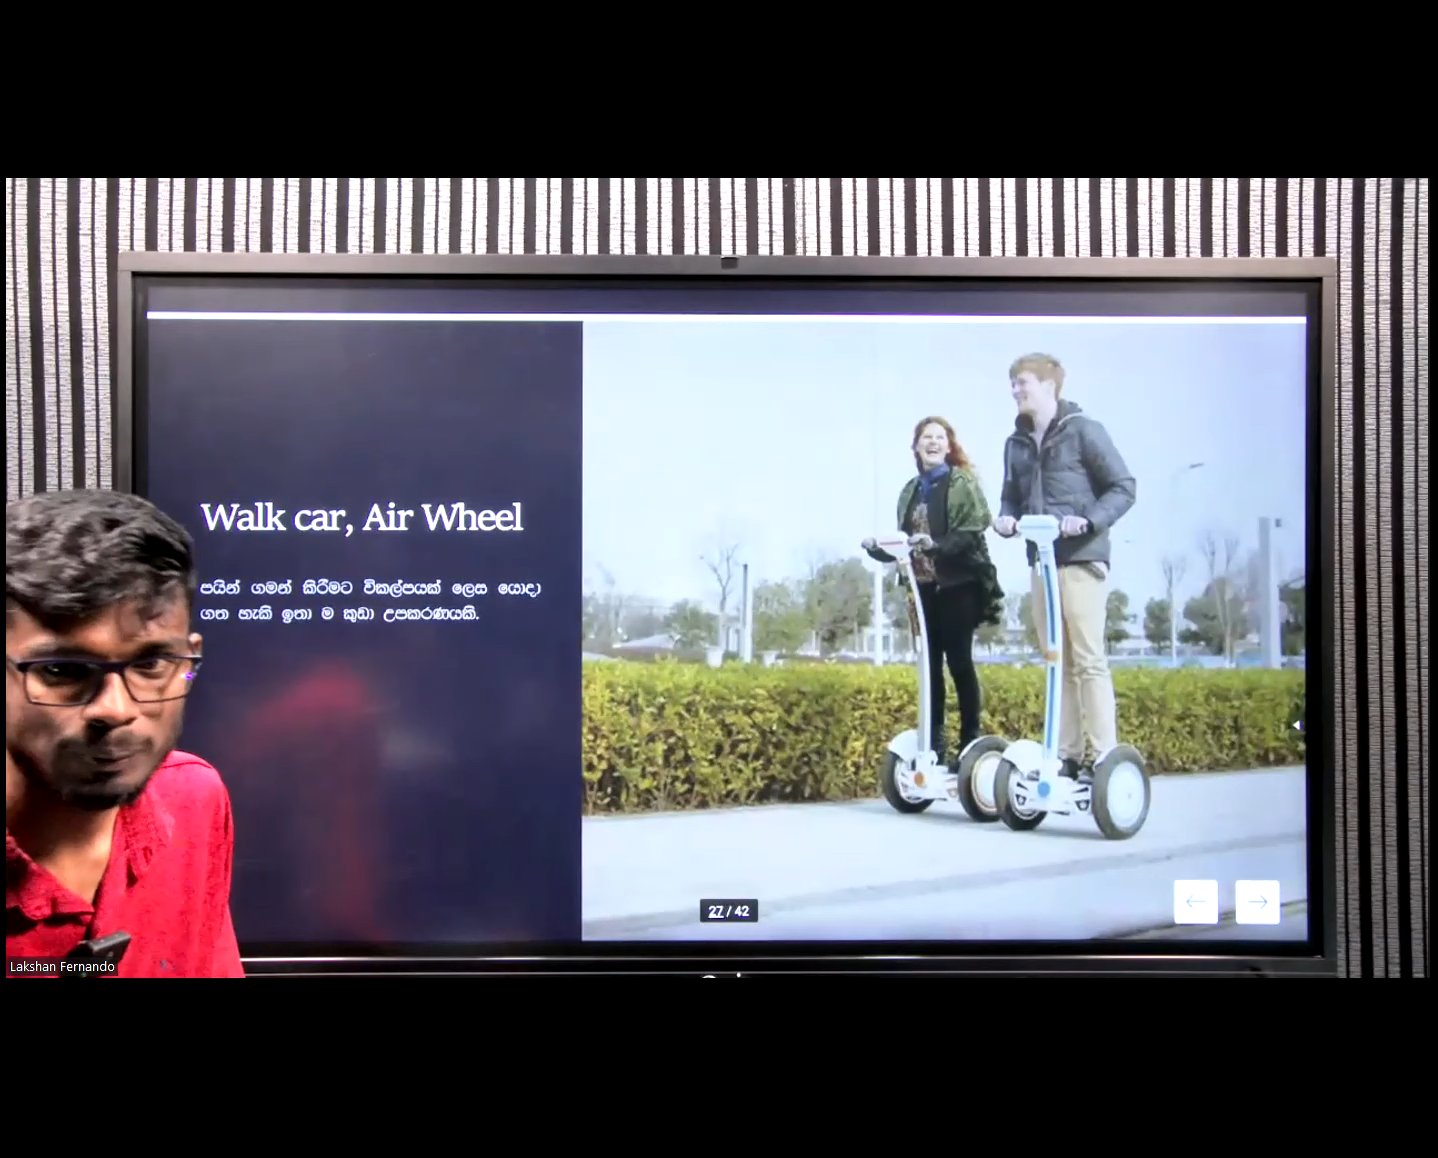 Walk car, Air Wheel
පයින් ගමන් කිරීමට විකල්පයක් ලෙස යොදා
ගත හැකි ඉතා ම කුඩා උපකරණයකි.
27 / 42
Lakshan Fernando